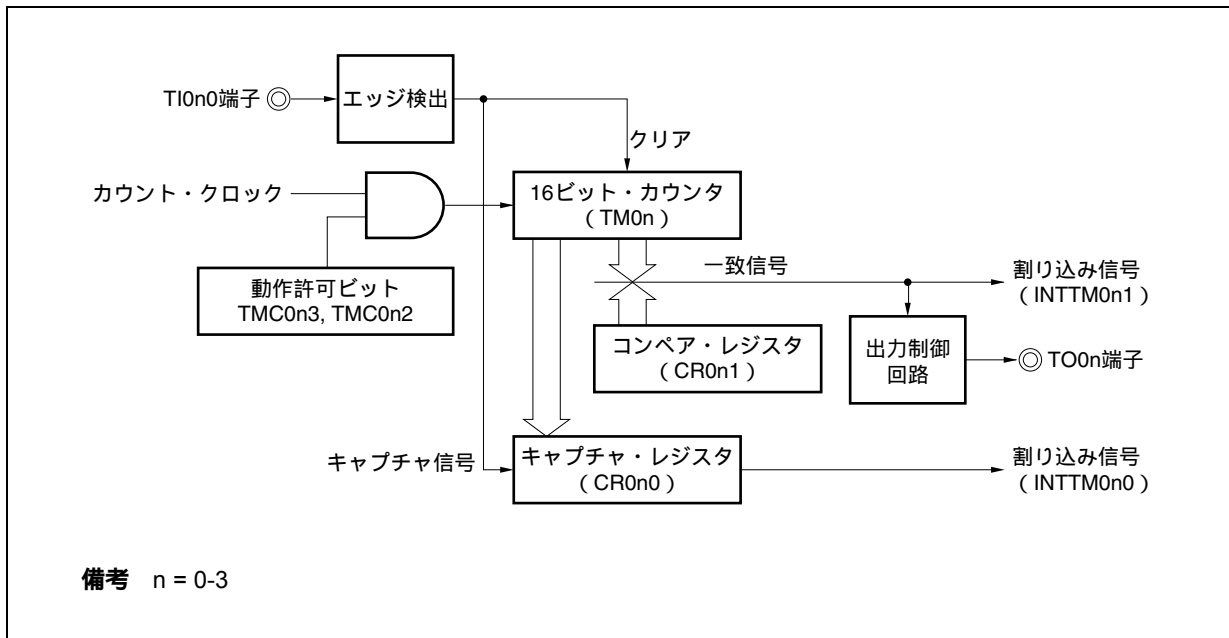 TI0n0端子
エッジ検出
クリア
カウント・クロック
16ビット・カウンタ
（TM0n）
動作許可ビット
TMC0n3, TMC0n2
一致信号
割り込み信号
（INTTM0n1）
コンペア・レジスタ
（CR0n1）
出力制御
回路
TO0n端子
キャプチャ信号
キャプチャ・レジスタ
（CR0n0）
割り込み信号
（INTTM0n0）
備考 n = 0-3